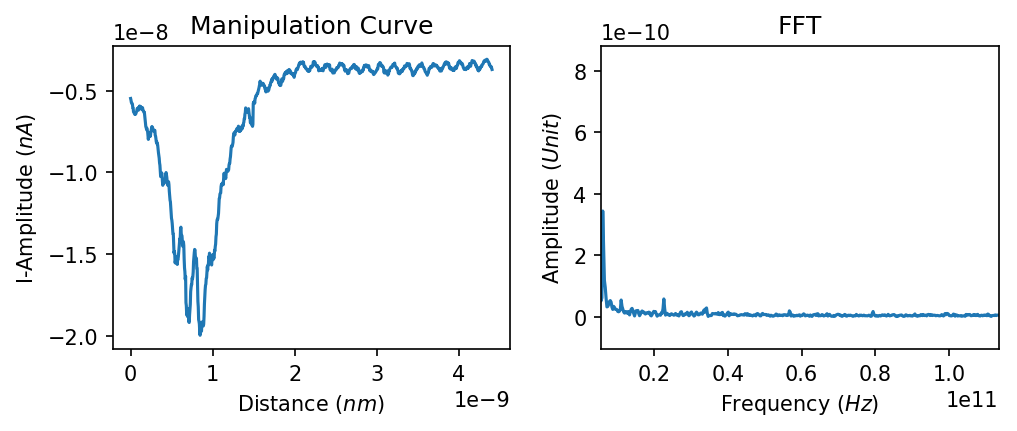 Manipulation Curve
1e−8
I-Amplitude (nA)
−0.5
−1.0
−1.5
−2.0
0 1 2 3 4
Distance (nm)
1e−9
FFT
1e−10
Amplitude (Unit)
8
6
4
2
0
0.2 0.4 0.6 0.8 1.0
Frequency (Hz)
1e11